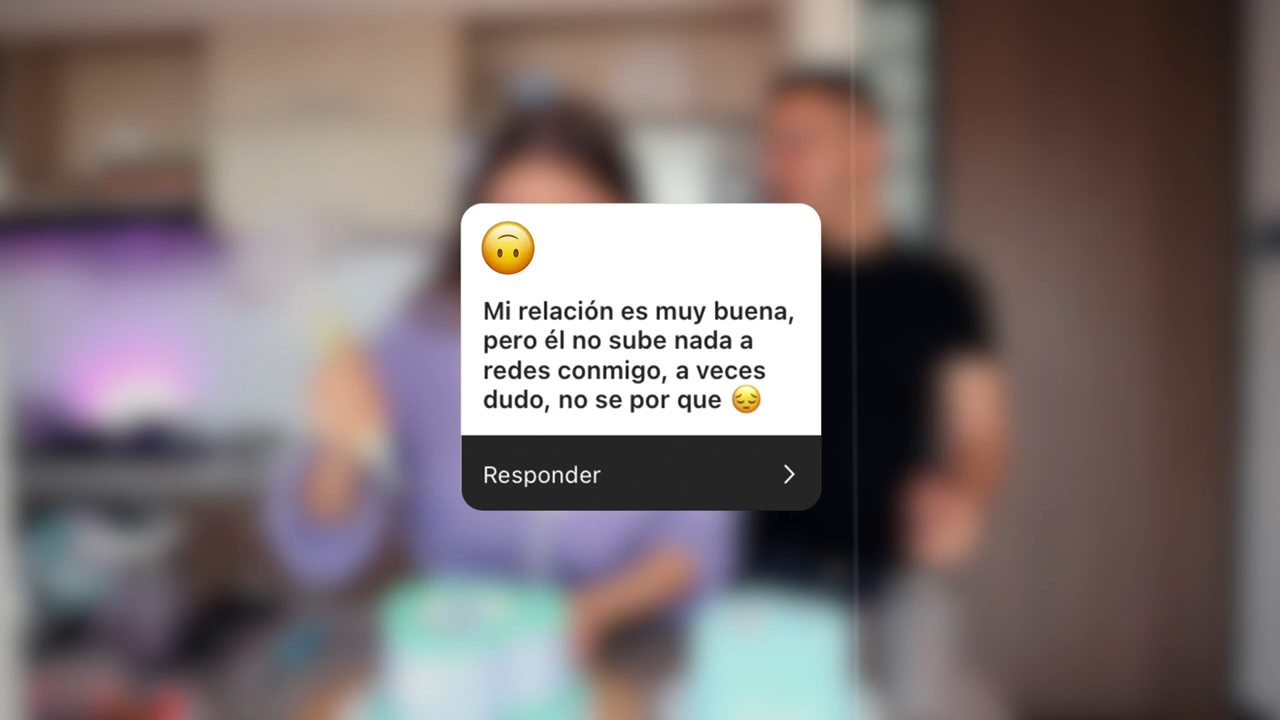 🙃
Mi relación es muy buena,
pero él no sube nada a
redes conmigo, a veces
dudo, no se por que 😔
Responder